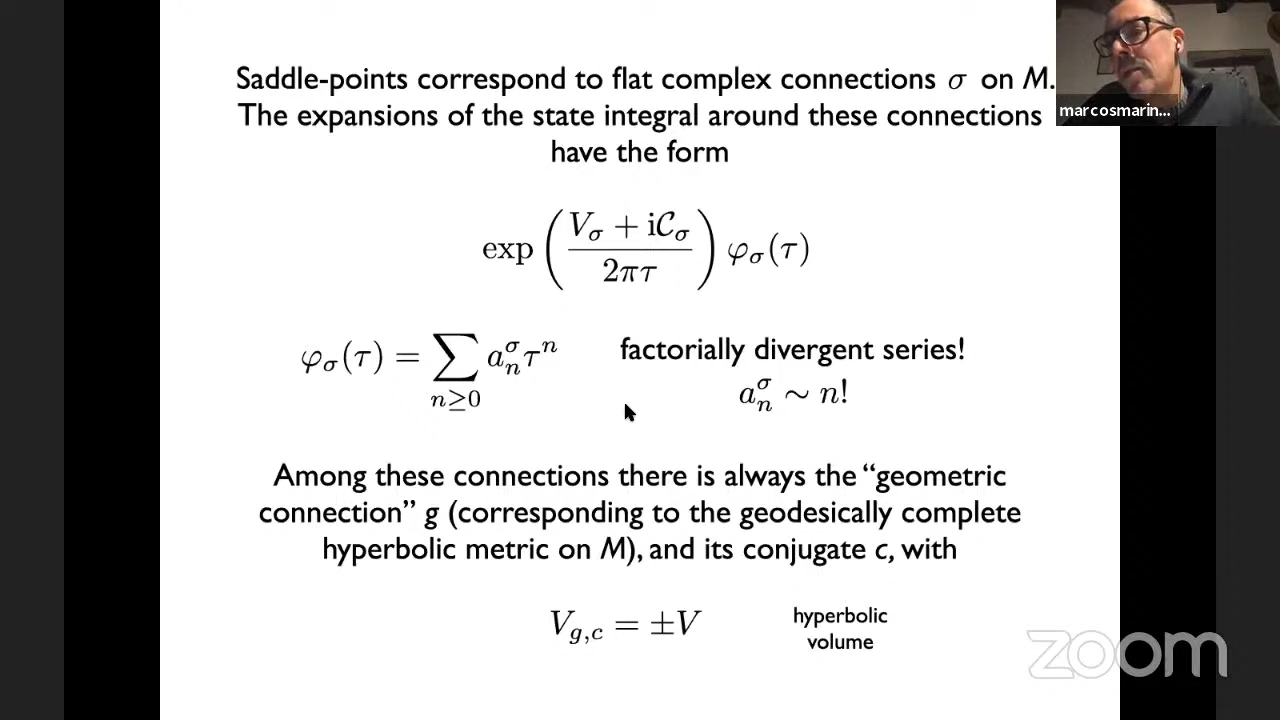 Saddle-points correspond to flat complex connections σ on M.
The expansions of the state integral around these connections
have the form
exp ( (V_σ + iC_σ) / 2πτ ) φ_σ(τ)
φ_σ(τ) = ∑_{n≥0} a_n^σ τ^n factorially divergent series!
a_n^σ ~ n!
Among these connections there is always the “geometric
connection” g (corresponding to the geodesically complete
hyperbolic metric on M), and its conjugate c, with
V_{g,c} = ±V hyperbolic
volume
marcosmarin...
zoom